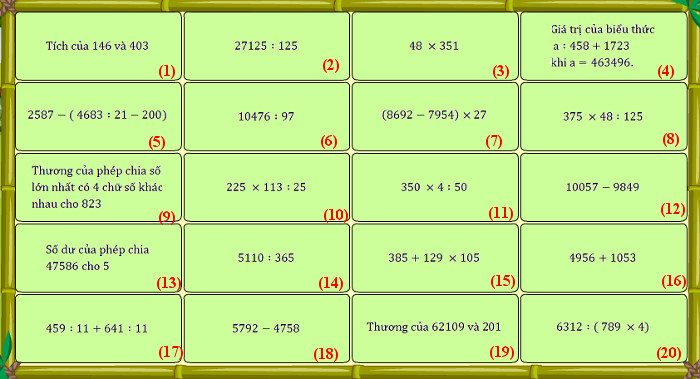 Tích của 146 và 403
(1)
27125 : 125
(2)
48 × 351
(3)
Giá trị của biểu thức
a : 458 + 1723
khi a = 463496.
(4)
2587 − ( 4683 : 21 − 200)
(5)
10476 : 97
(6)
(8692 − 7954) × 27
(7)
375 × 48 : 125
(8)
Thương của phép chia số
lớn nhất có 4 chữ số khác
nhau cho 823
(9)
225 × 113 : 25
(10)
350 × 4 : 50
(11)
10057 − 9849
(12)
Số dư của phép chia
47586 cho 5
(13)
5110 : 365
(14)
385 + 129 × 105
(15)
4956 + 1053
(16)
459 : 11 + 641 : 11
(17)
5792 − 4758
(18)
Thương của 62109 và 201
(19)
6312 : ( 789 × 4)
(20)